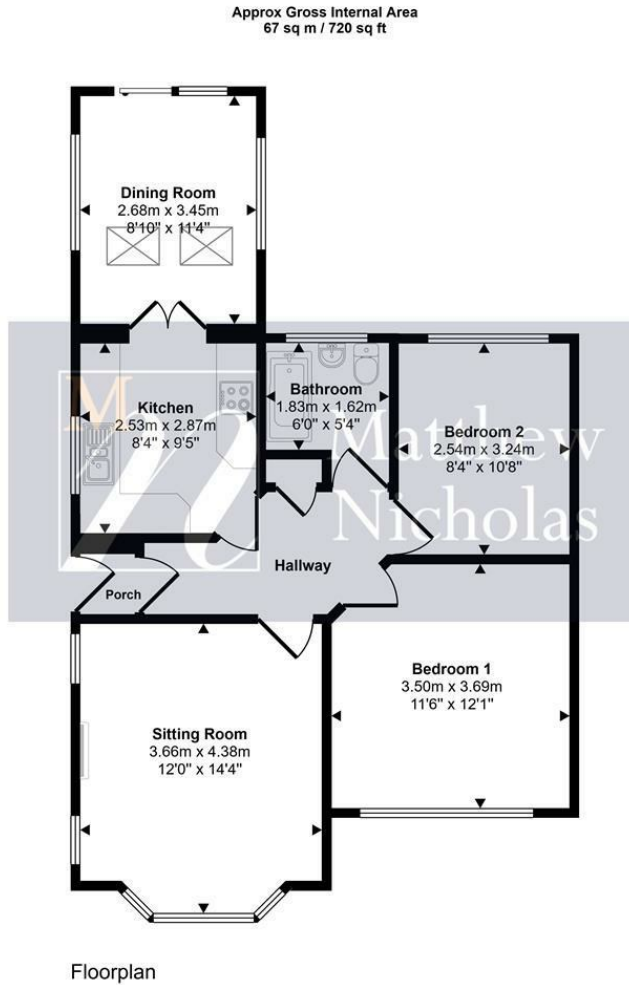 Approx Gross Internal Area
67 sq m / 720 sq ft
Dining Room
2.68m x 3.45m
8'10" x 11'4"
Kitchen
2.53m x 2.87m
8'4" x 9'5"
Bathroom
1.83m x 1.62m
6'0" x 5'4"
Bedroom 2
2.54m x 3.24m
8'4" x 10'8"
M
m
Matthew
Nicholas
Hallway
Porch
Sitting Room
3.66m x 4.38m
12'0" x 14'4"
Bedroom 1
3.50m x 3.69m
11'6" x 12'1"
Floorplan